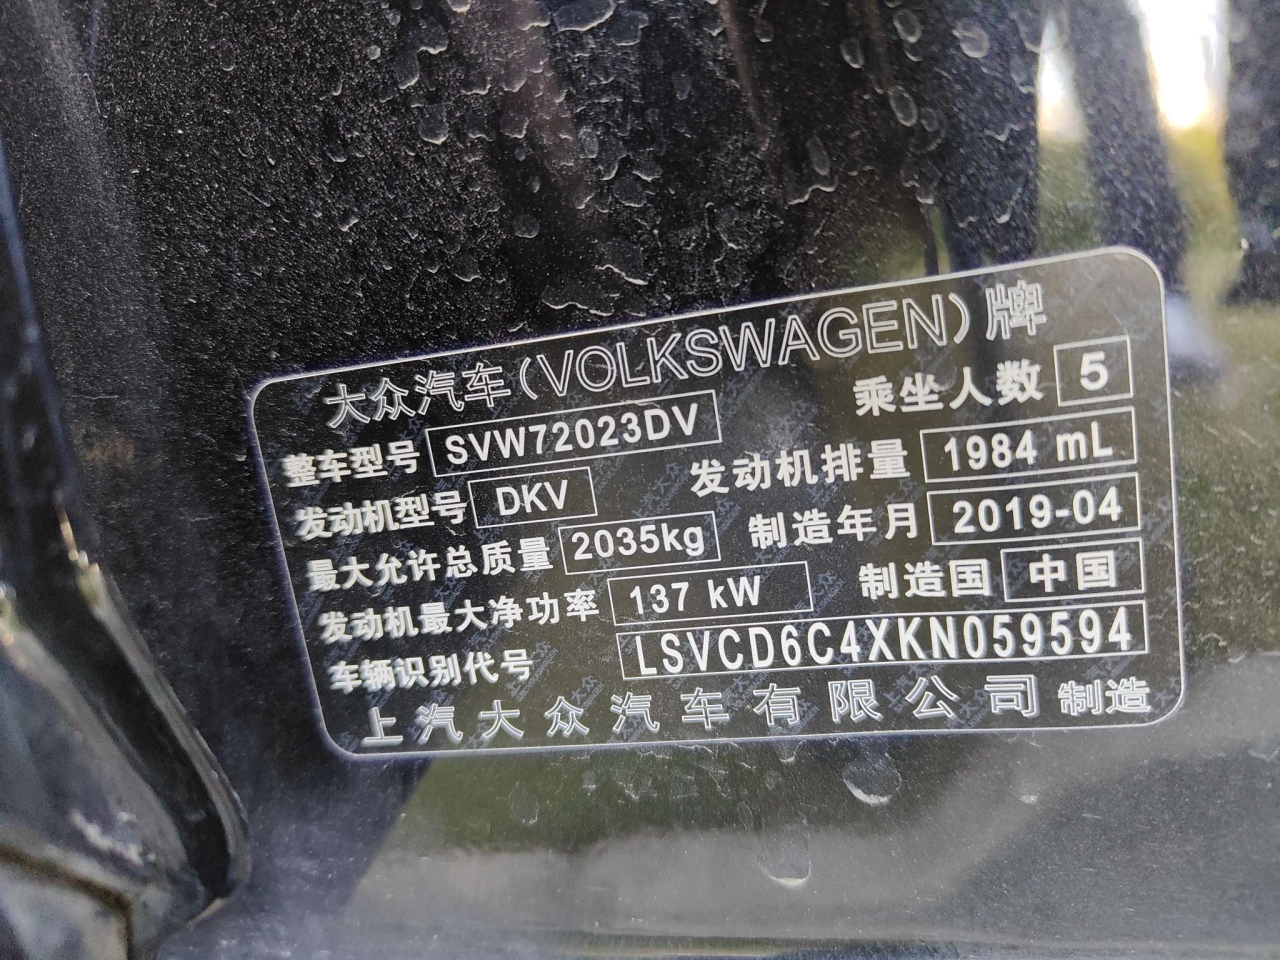 大众汽车(VOLKSWAGEN)牌
整车型号 SVW72023DV 乘坐人数 5
发动机型号 DKV 发动机排量 1984 mL
最大允许总质量 2035kg 制造年月 2019-04
发动机最大净功率 137 kW 制造国 中国
车辆识别代号 LSVCD6C4XKN059594
上汽大众汽车有限公司 制造